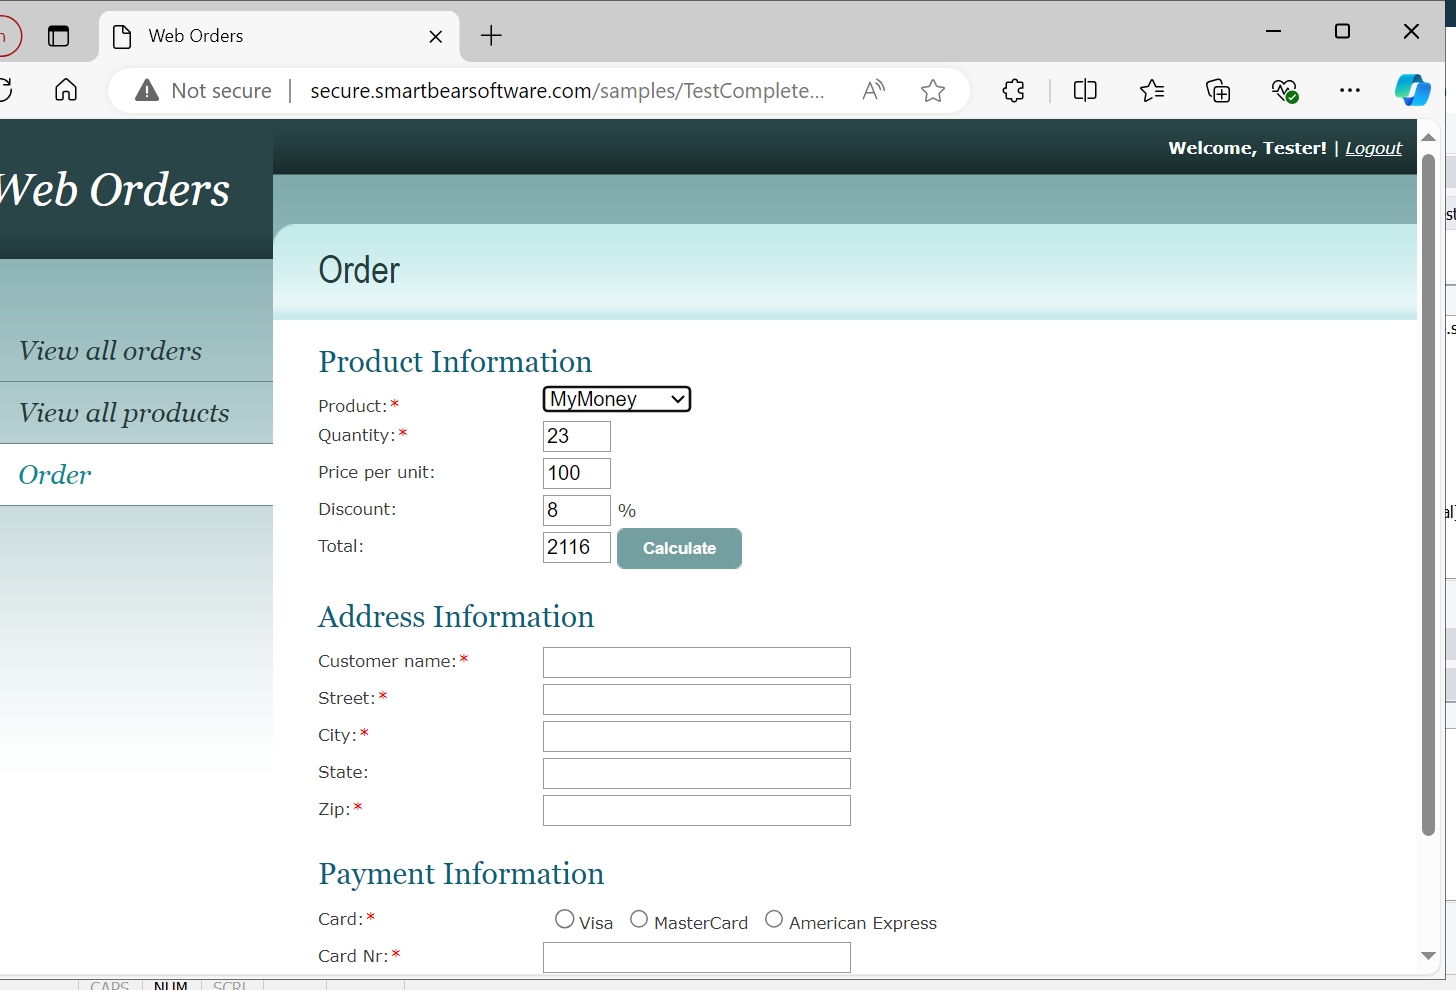 Web Orders
Not secure
secure.smartbearsoftware.com/samples/TestComplete...
Welcome, Tester! | Logout
Web Orders
Order
View all orders
View all products
Order
Product Information
Product:* MyMoney
Quantity:* 23
Price per unit: 100
Discount: 8 %
Total: 2116 Calculate
Address Information
Customer name:*
Street:*
City:*
State:
Zip:*
Payment Information
Card:* Visa MasterCard American Express
Card Nr:*
CAPS NUM SCRL